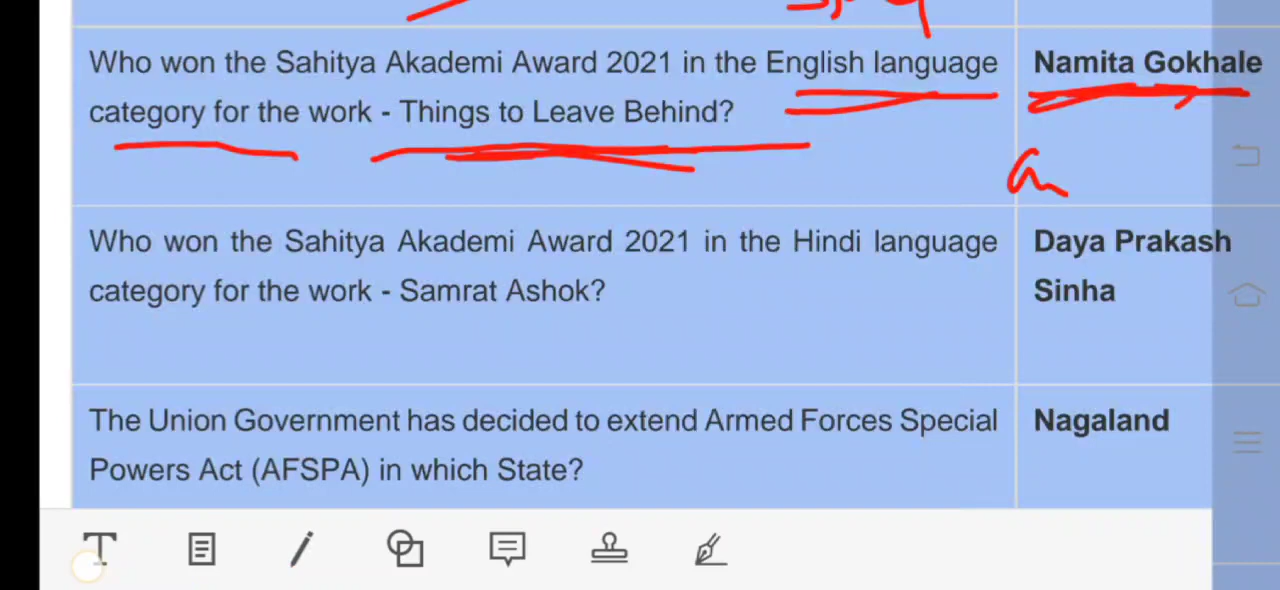 Who won the Sahitya Akademi Award 2021 in the English language
category for the work - Things to Leave Behind?
Namita Gokhale
Who won the Sahitya Akademi Award 2021 in the Hindi language
category for the work - Samrat Ashok?
Daya Prakash
Sinha
The Union Government has decided to extend Armed Forces Special
Powers Act (AFSPA) in which State?
Nagaland